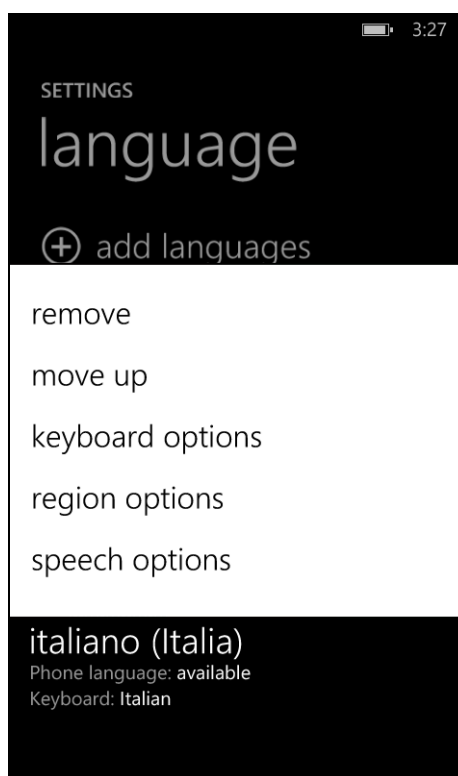 3:27
SETTINGS
language
add languages
remove
move up
keyboard options
region options
speech options
italiano (Italia)
Phone language: available
Keyboard: Italian